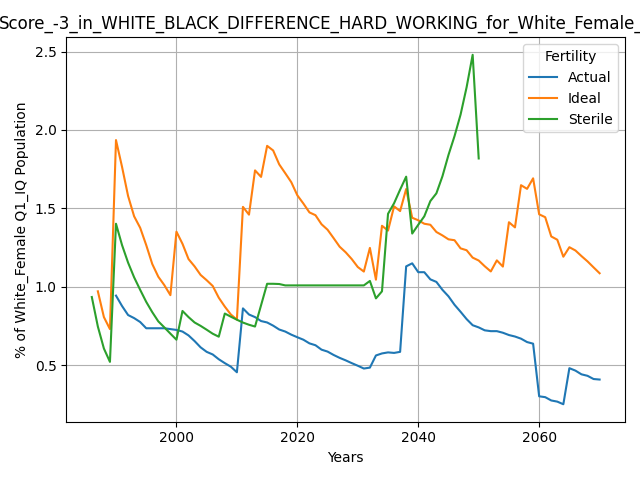 Score_-3_in_WHITE_BLACK_DIFFERENCE_HARD_WORKING_for_White_Female_
2.5
2.0
1.5
1.0
0.5
% of White_Female Q1_IQ Population
Fertility
Actual
Ideal
Sterile
2000
2020
2040
2060
Years